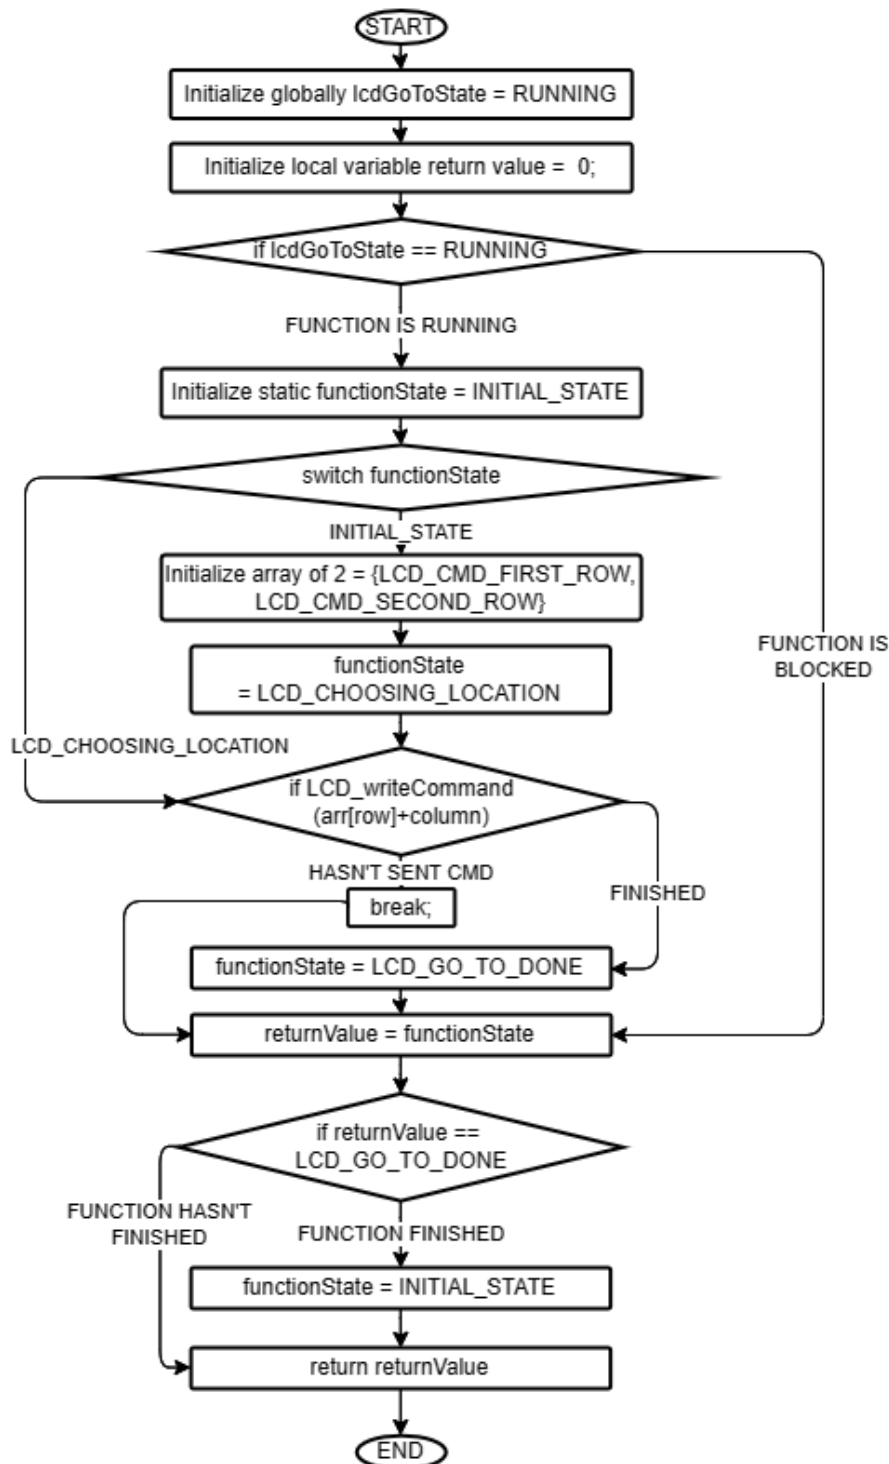 START
Initialize globally lcdGoToState = RUNNING
Initialize local variable return value =  0;
if lcdGoToState == RUNNING
FUNCTION IS RUNNING
Initialize static functionState = INITIAL_STATE
switch functionState
INITIAL_STATE
Initialize array of 2 = {LCD_CMD_FIRST_ROW,
LCD_CMD_SECOND_ROW}
FUNCTION IS
BLOCKED
functionState
= LCD_CHOOSING_LOCATION
LCD_CHOOSING_LOCATION
if LCD_writeCommand
(arr[row]+column)
HASN'T SENT CMD
FINISHED
break;
functionState = LCD_GO_TO_DONE
returnValue = functionState
if returnValue ==
LCD_GO_TO_DONE
FUNCTION HASN'T
FINISHED
FUNCTION FINISHED
functionState = INITIAL_STATE
return returnValue
END